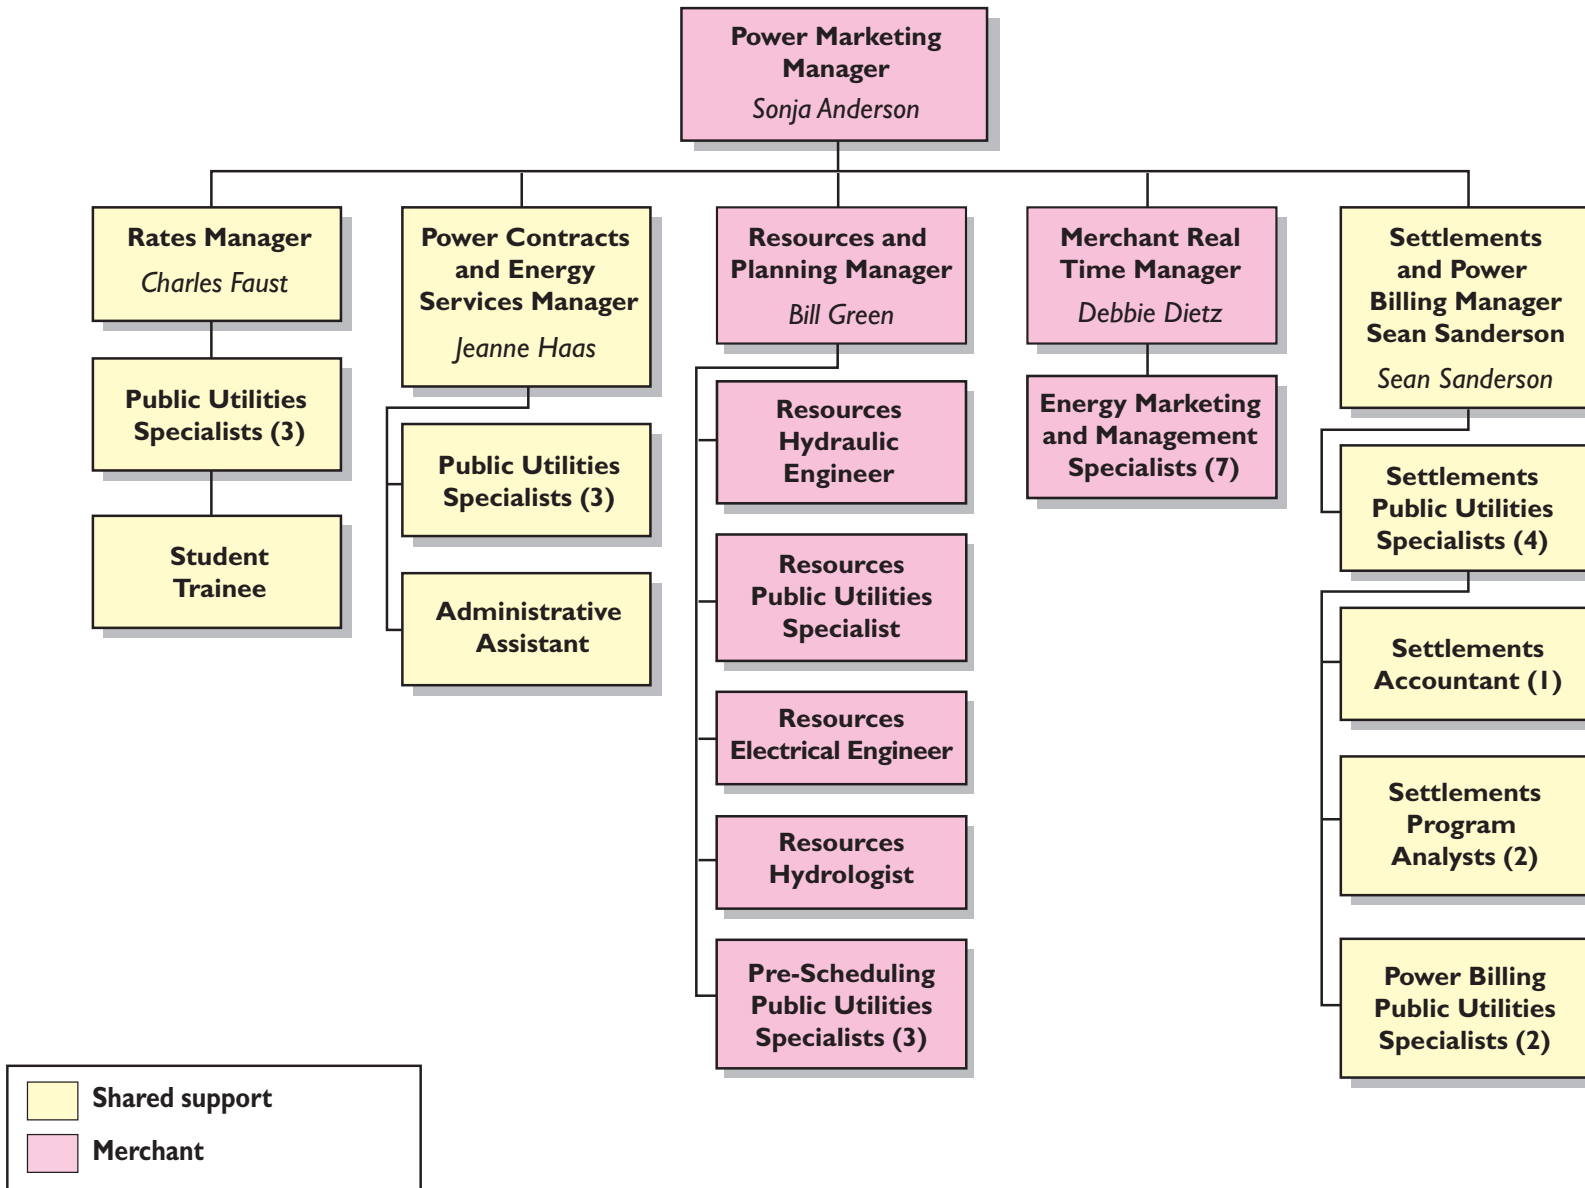 Power Marketing
Manager
Sonja Anderson
Rates Manager
Charles Faust
Public Utilities
Specialists (3)
Student
Trainee
Power Contracts
and Energy
Services Manager
Jeanne Haas
Public Utilities
Specialists (3)
Administrative
Assistant
Resources and
Planning Manager
Bill Green
Resources
Hydraulic
Engineer
Resources
Public Utilities
Specialist
Resources
Electrical Engineer
Resources
Hydrologist
Pre-Scheduling
Public Utilities
Specialists (3)
Merchant Real
Time Manager
Debbie Dietz
Energy Marketing
and Management
Specialists (7)
Settlements
and Power
Billing Manager
Sean Sanderson
Sean Sanderson
Settlements
Public Utilities
Specialists (4)
Settlements
Accountant (1)
Settlements
Program
Analysts (2)
Power Billing
Public Utilities
Specialists (2)
Shared support
Merchant